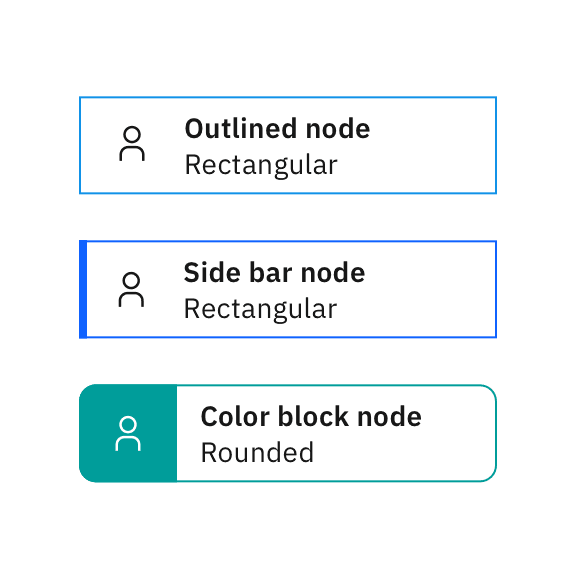 Outlined node
Rectangular
Side bar node
Rectangular
Color block node
Rounded